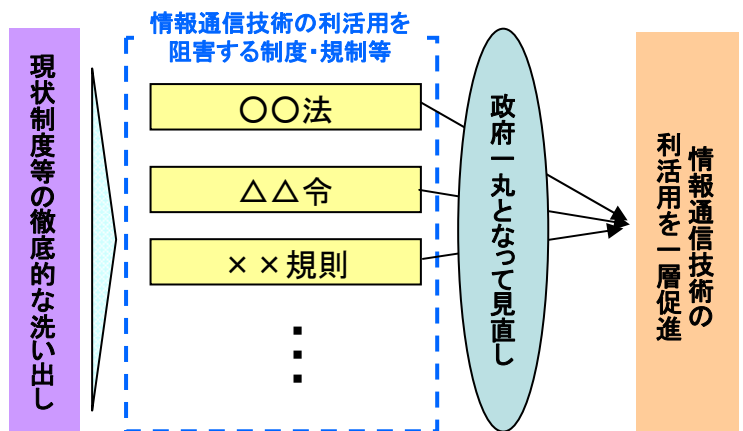 現状制度等の徹底的な洗い出し
情報通信技術の利活用を
阻害する制度・規制等
〇〇法
△△令
××規則
政府一丸となって見直し
情報通信技術の
利活用を一層促進